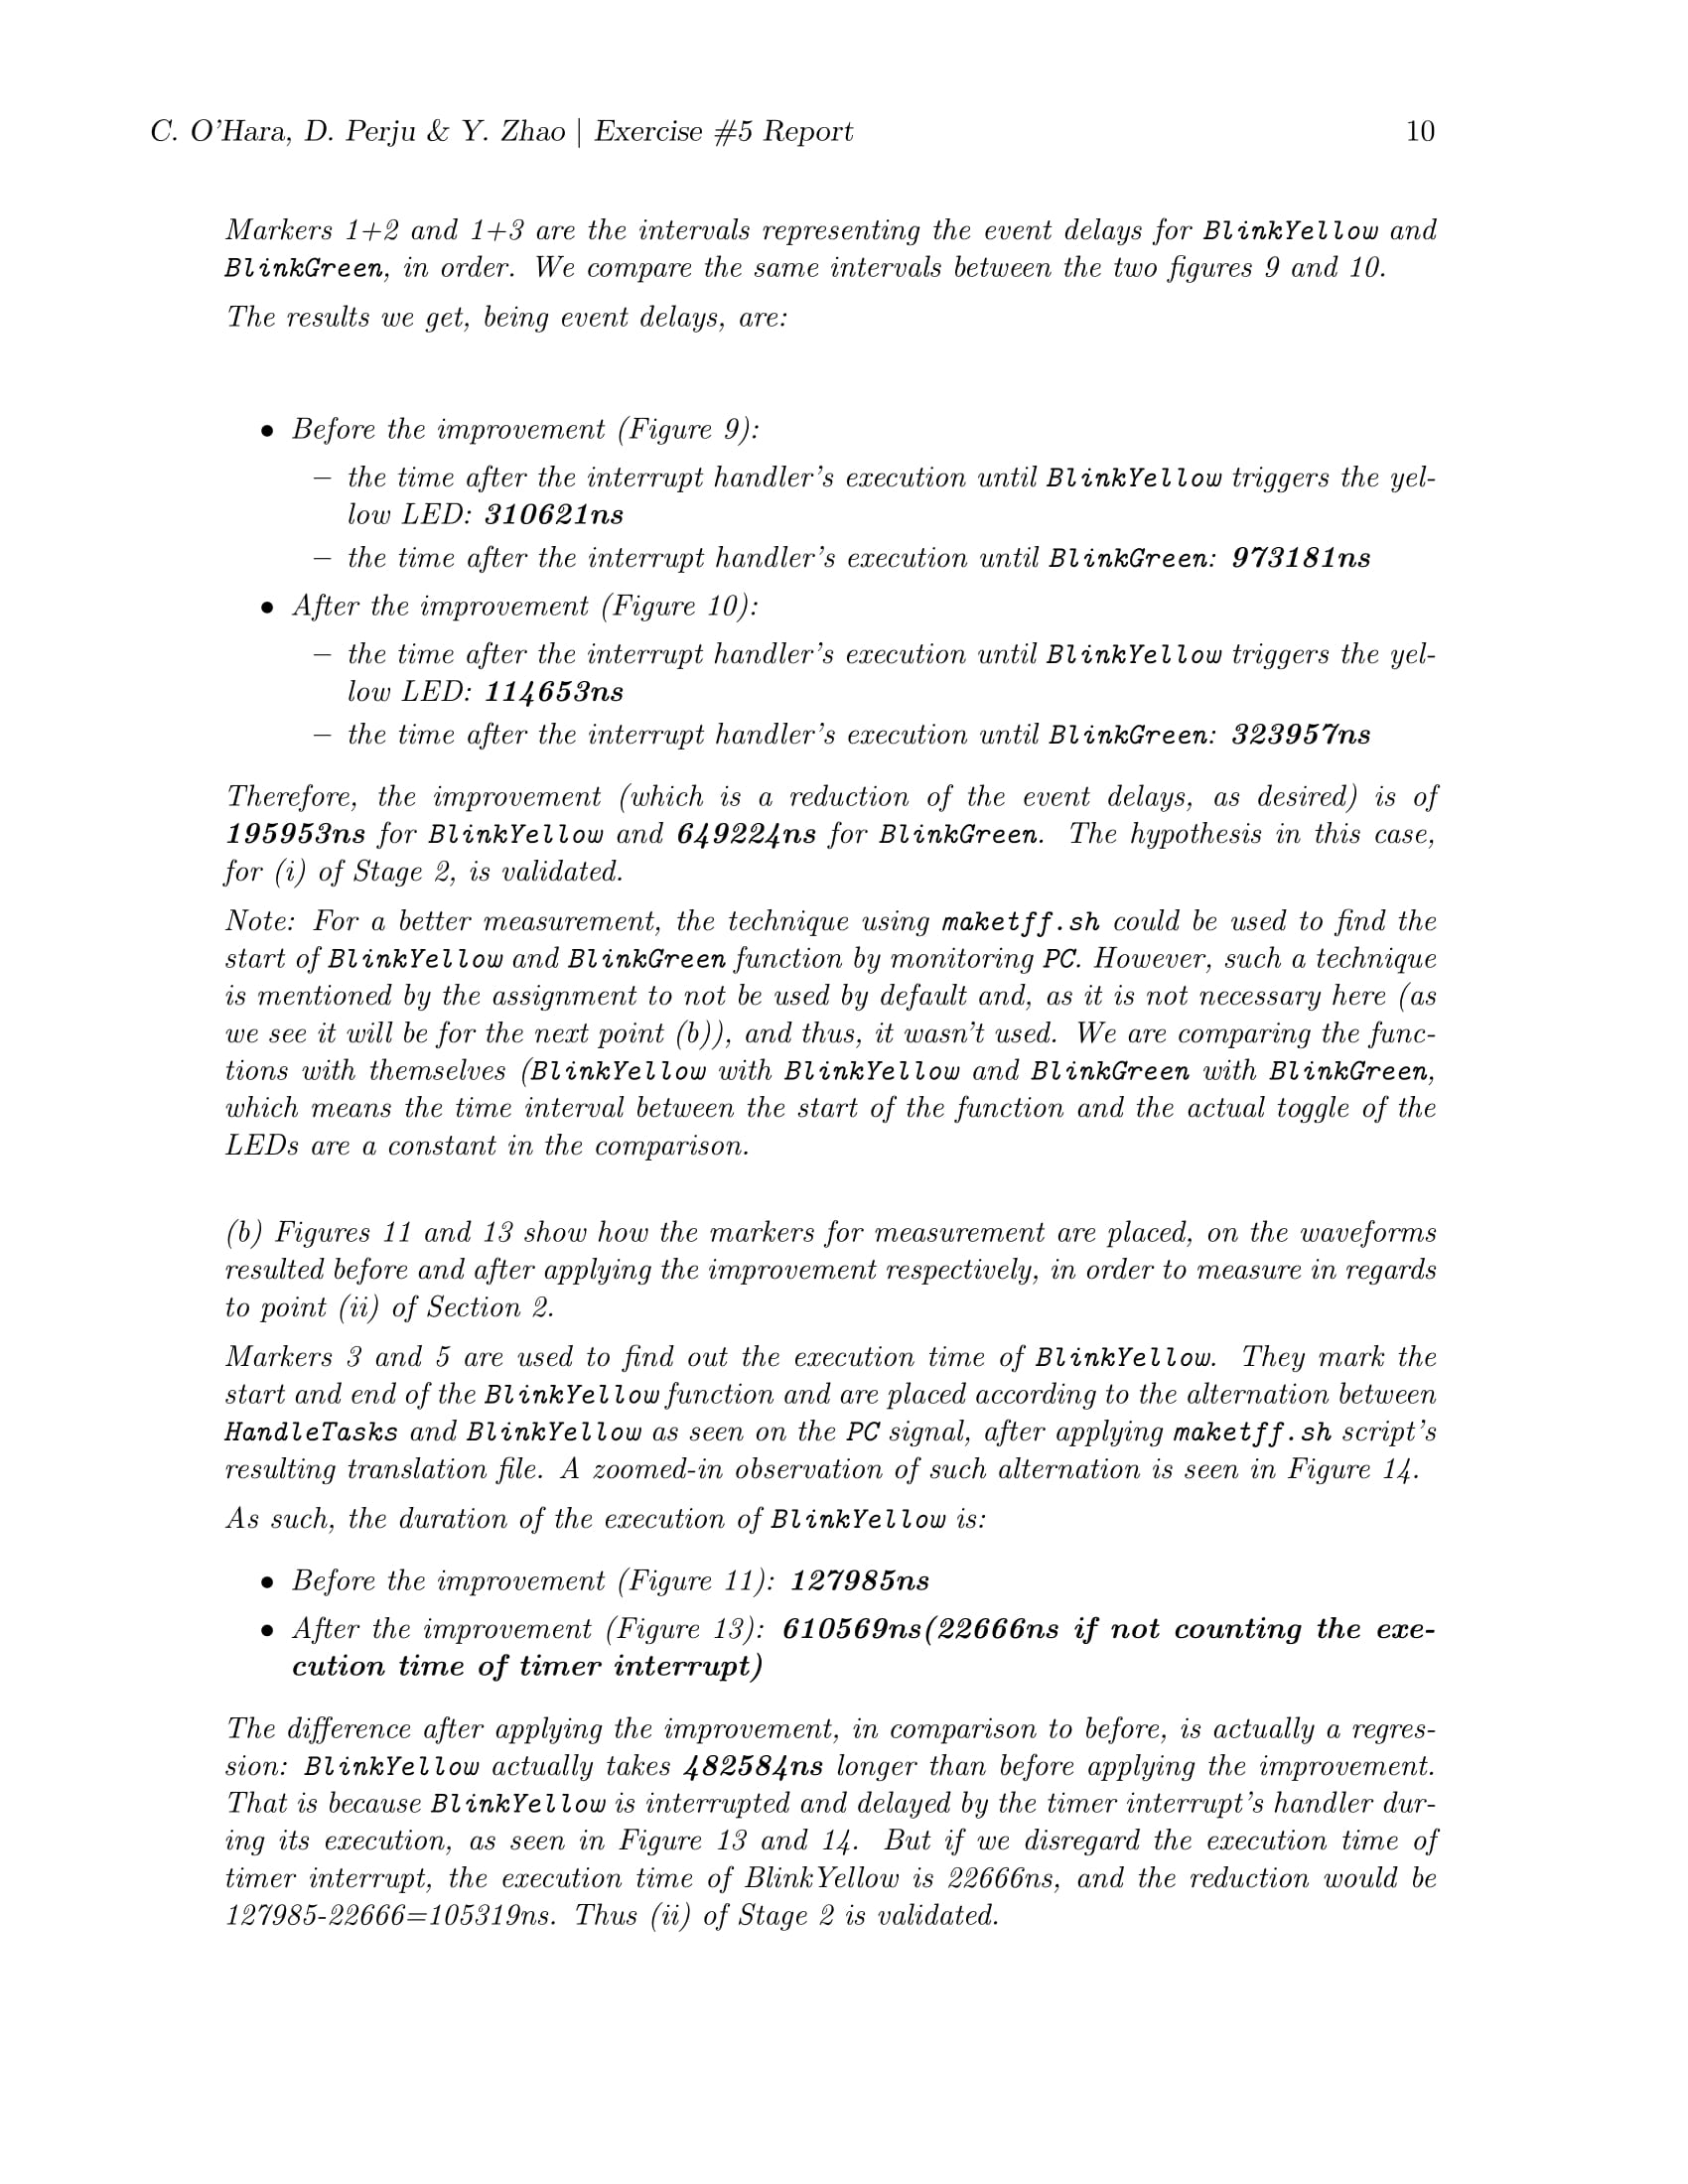 C. O'Hara, D. Perju & Y. Zhao | Exercise #5 Report 10
Markers 1+2 and 1+3 are the intervals representing the event delays for BlinkYellow and
BlinkGreen, in order. We compare the same intervals between the two figures 9 and 10.
The results we get, being event delays, are:
• Before the improvement (Figure 9):
– the time after the interrupt handler's execution until BlinkYellow triggers the yel-
low LED: 310621ns
– the time after the interrupt handler's execution until BlinkGreen: 973181ns
• After the improvement (Figure 10):
– the time after the interrupt handler's execution until BlinkYellow triggers the yel-
low LED: 114653ns
– the time after the interrupt handler's execution until BlinkGreen: 323957ns
Therefore, the improvement (which is a reduction of the event delays, as desired) is of
195953ns for BlinkYellow and 649224ns for BlinkGreen. The hypothesis in this case,
for (i) of Stage 2, is validated.
Note: For a better measurement, the technique using maketff.sh could be used to find the
start of BlinkYellow and BlinkGreen function by monitoring PC. However, such a technique
is mentioned by the assignment to not be used by default and, as it is not necessary here (as
we see it will be for the next point (b)), and thus, it wasn't used. We are comparing the func-
tions with themselves (BlinkYellow with BlinkYellow and BlinkGreen with BlinkGreen,
which means the time interval between the start of the function and the actual toggle of the
LEDs are a constant in the comparison.
(b) Figures 11 and 13 show how the markers for measurement are placed, on the waveforms
resulted before and after applying the improvement respectively, in order to measure in regards
to point (ii) of Section 2.
Markers 3 and 5 are used to find out the execution time of BlinkYellow. They mark the
start and end of the BlinkYellow function and are placed according to the alternation between
HandleTasks and BlinkYellow as seen on the PC signal, after applying maketff.sh script's
resulting translation file. A zoomed-in observation of such alternation is seen in Figure 14.
As such, the duration of the execution of BlinkYellow is:
• Before the improvement (Figure 11): 127985ns
• After the improvement (Figure 13): 610569ns(22666ns if not counting the exe-
cution time of timer interrupt)
The difference after applying the improvement, in comparison to before, is actually a regres-
sion: BlinkYellow actually takes 482584ns longer than before applying the improvement.
That is because BlinkYellow is interrupted and delayed by the timer interrupt's handler dur-
ing its execution, as seen in Figure 13 and 14. But if we disregard the execution time of
timer interrupt, the execution time of BlinkYellow is 22666ns, and the reduction would be
127985-22666=105319ns. Thus (ii) of Stage 2 is validated.